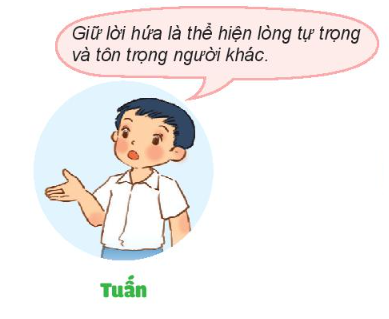 Giữ lời hứa là thể hiện lòng tự trọng
và tôn trọng người khác.
Tuấn